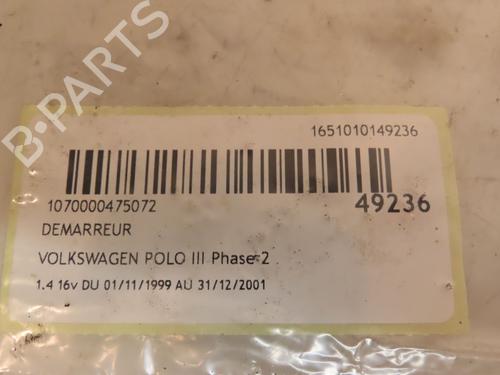 B-PARTS
1651010149236
1070000475072
49236
DEMARREUR
VOLKSWAGEN POLO III Phase 2
1.4 16v DU 01/11/1999 AU 31/12/2001